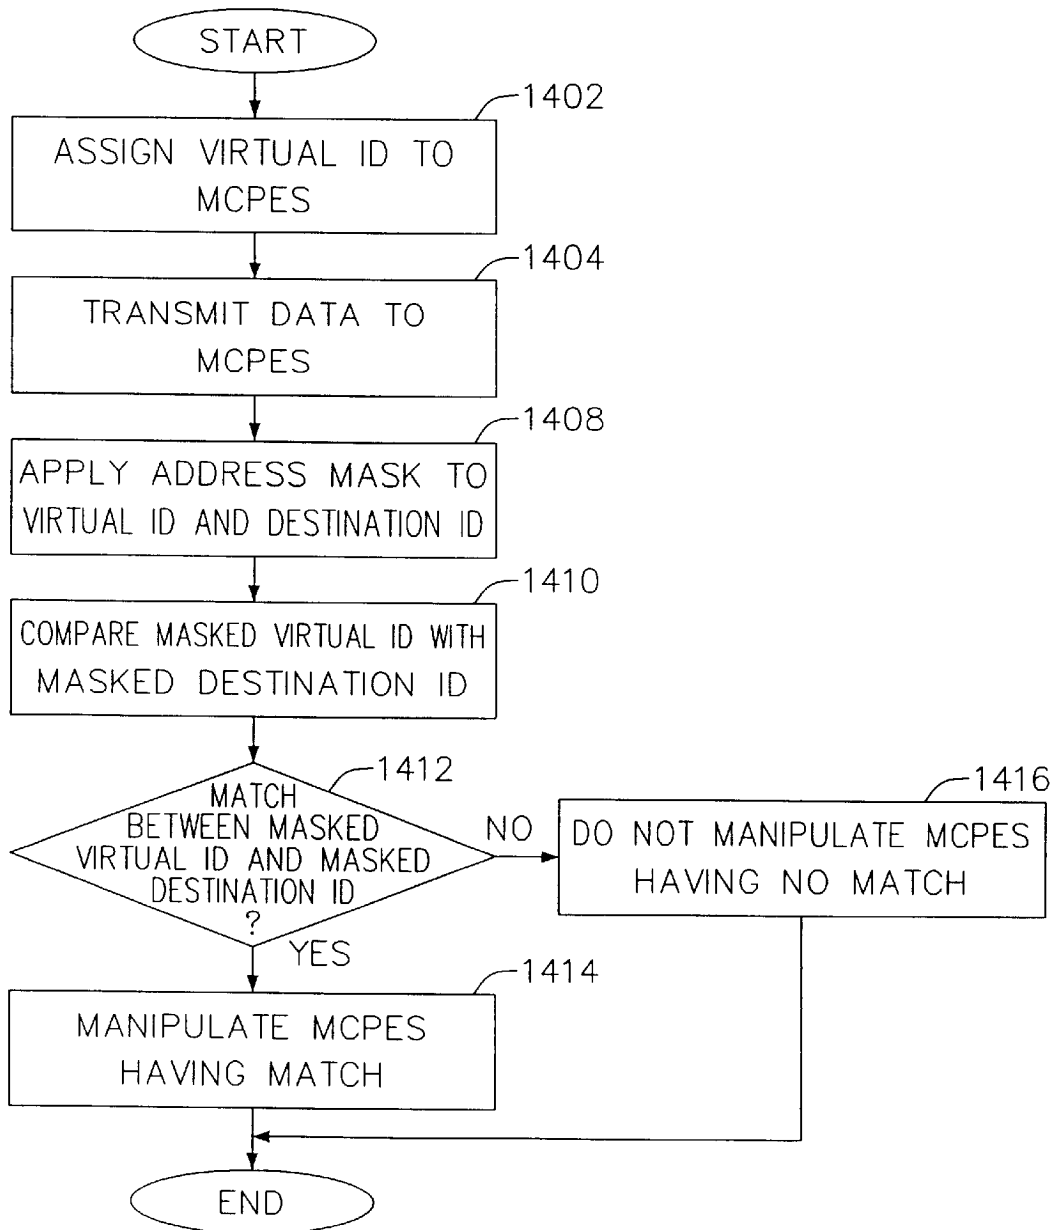 START
1402
ASSIGN VIRTUAL ID TO
MCPES
1404
TRANSMIT DATA TO
MCPES
1408
APPLY ADDRESS MASK TO
VIRTUAL ID AND DESTINATION ID
1410
COMPARE MASKED VIRTUAL ID WITH
MASKED DESTINATION ID
1412
MATCH
BETWEEN MASKED
VIRTUAL ID AND MASKED
DESTINATION ID
?
NO
1416
DO NOT MANIPULATE MCPES
HAVING NO MATCH
YES
1414
MANIPULATE MCPES
HAVING MATCH
END